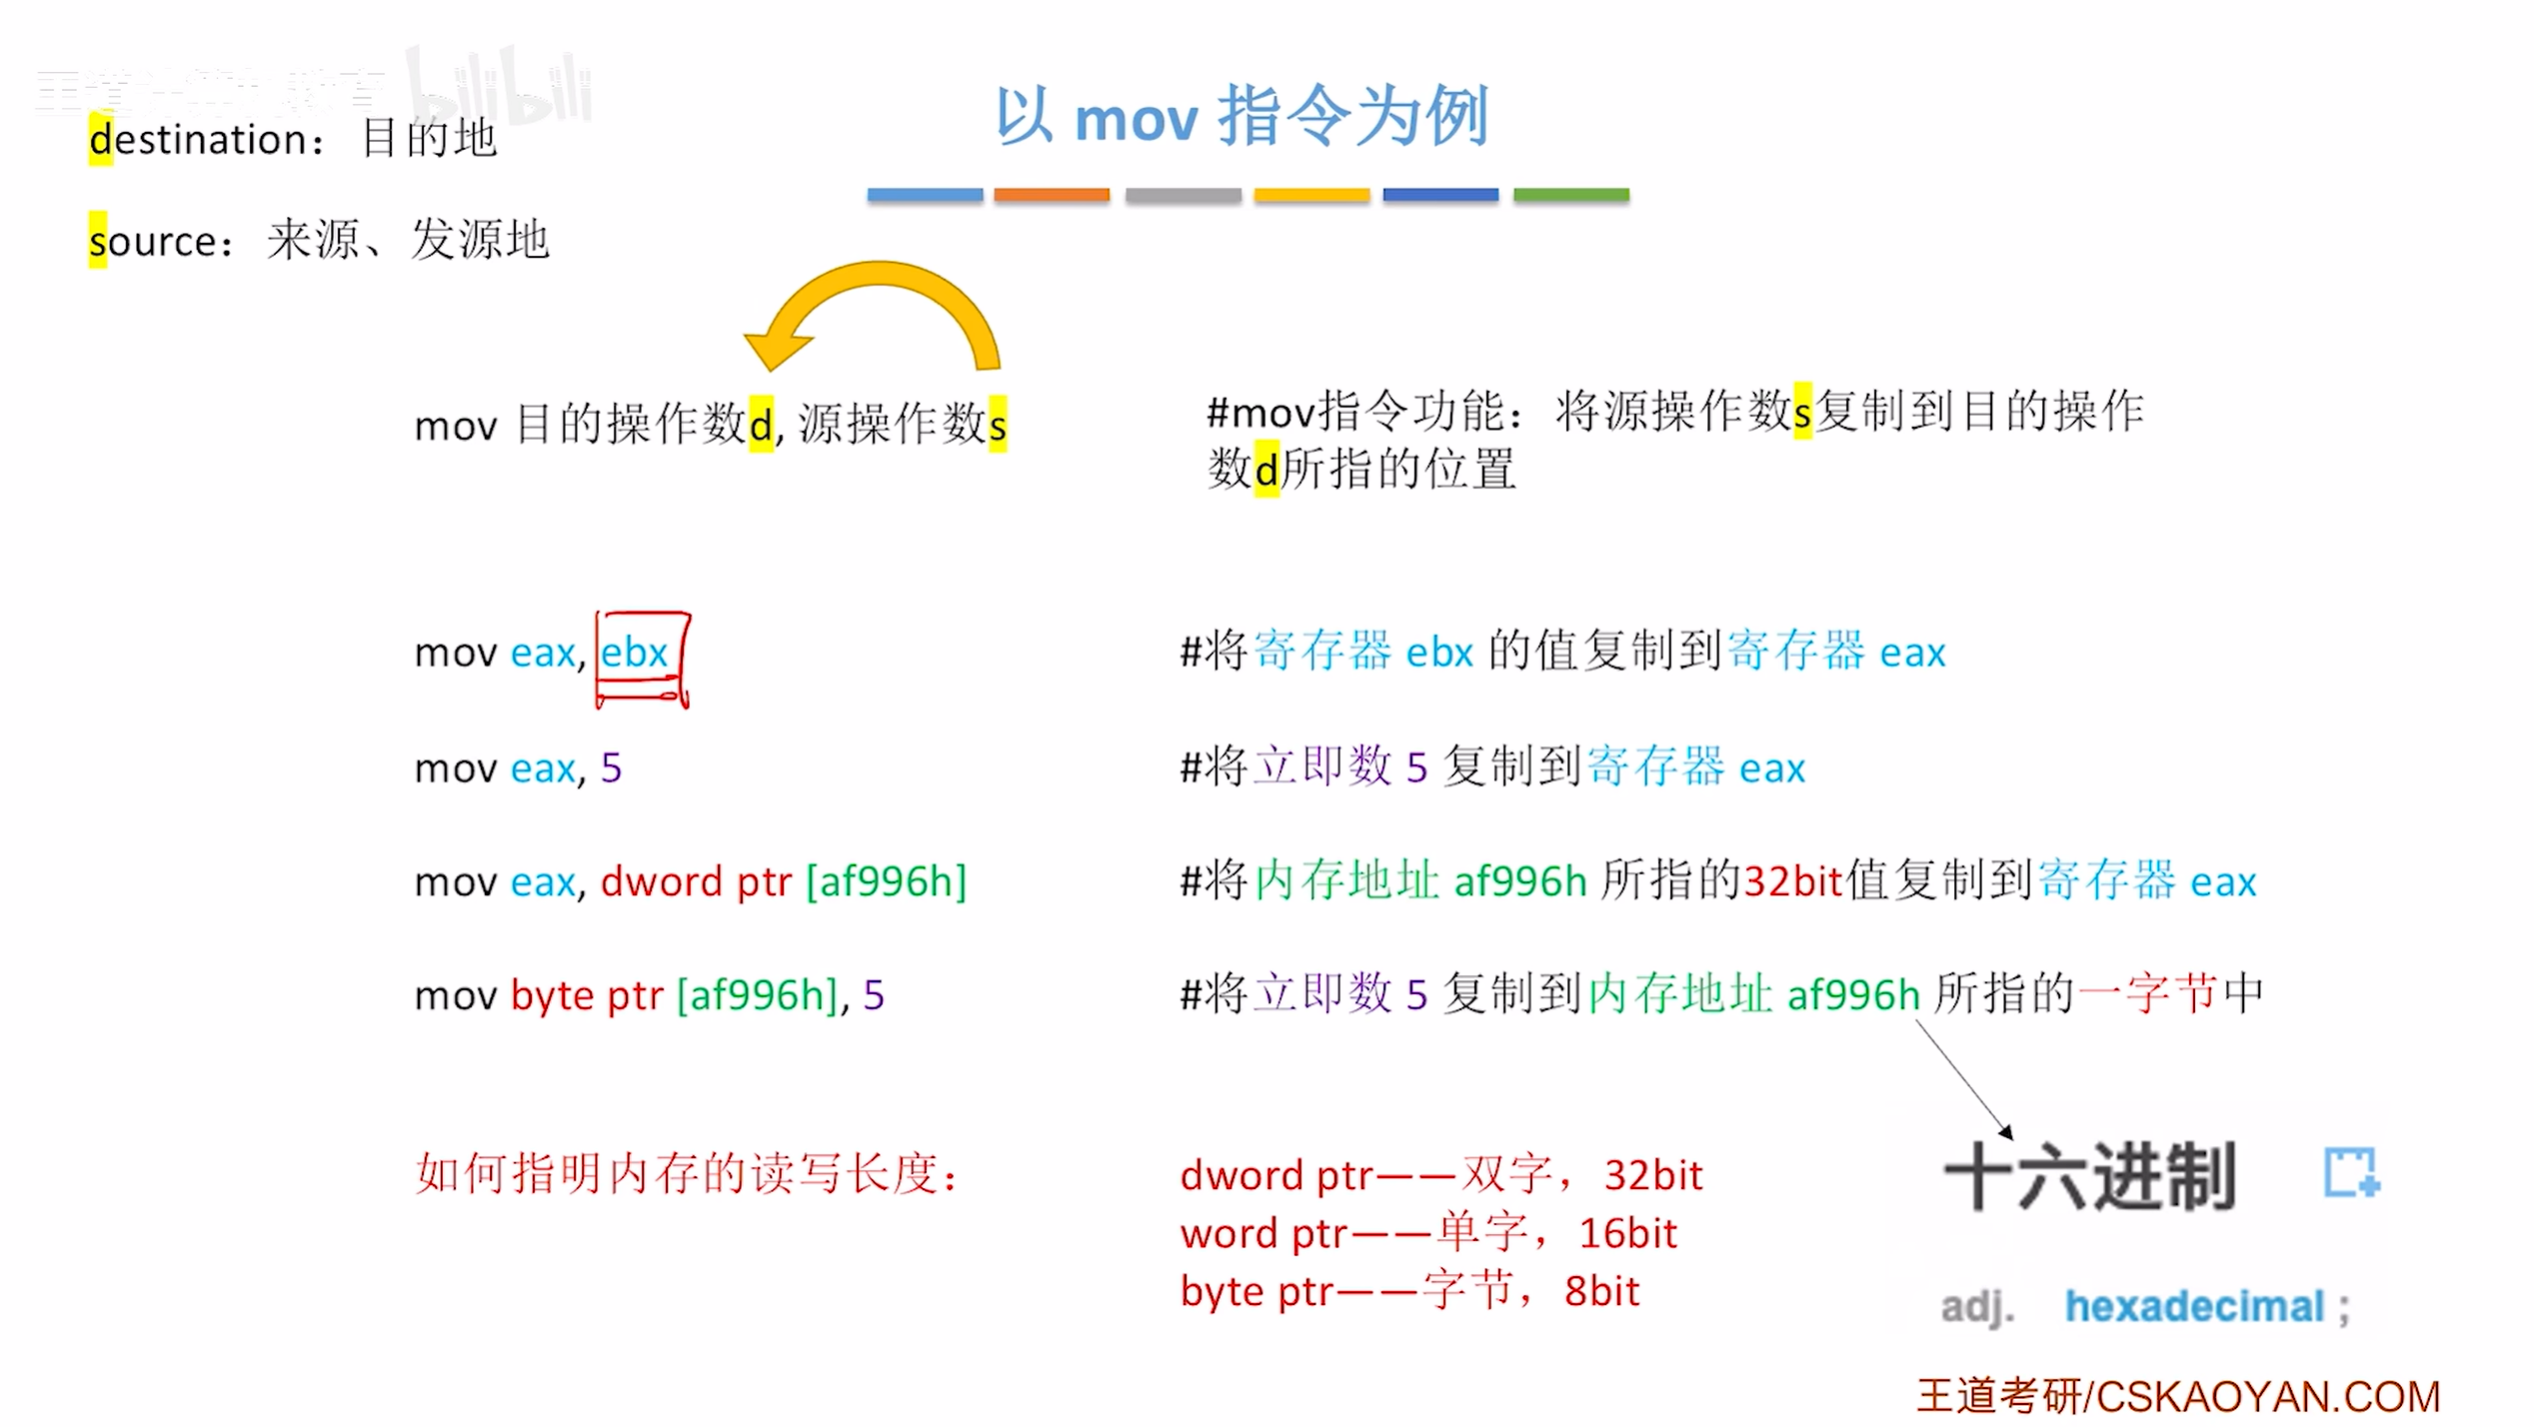 bilibili
以 mov 指令为例
destination：目的地
source：来源、发源地
mov 目的操作数d, 源操作数s
#mov指令功能：将源操作数s复制到目的操作
数d所指的位置
mov eax, ebx
#将寄存器 ebx 的值复制到寄存器 eax
mov eax, 5
#将立即数 5 复制到寄存器 eax
mov eax, dword ptr [af996h]
#将内存地址 af996h 所指的32bit值复制到寄存器 eax
mov byte ptr [af996h], 5
#将立即数 5 复制到内存地址 af996h 所指的一字节中
如何指明内存的读写长度：
dword ptr——双字，32bit
word ptr——单字，16bit
byte ptr——字节，8bit
十六进制
adj. hexadecimal ;
王道考研/CSKAOYAN.COM